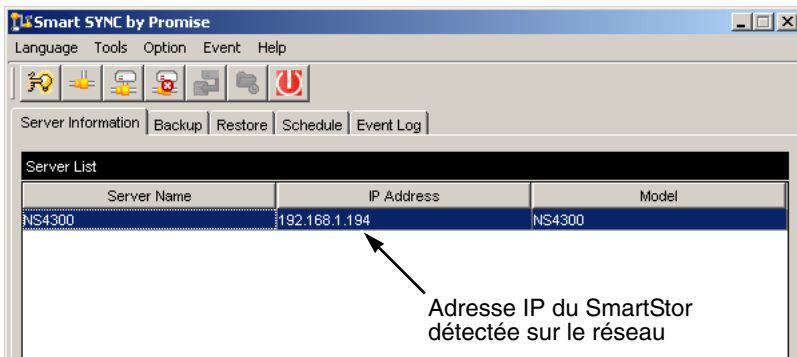 Smart SYNC by Promise
Language Tools Option Event Help
Server Information Backup Restore Schedule Event Log
Server List
Server Name IP Address Model
NS4300 192.168.1.194 NS4300
Adresse IP du SmartStor
détectée sur le réseau